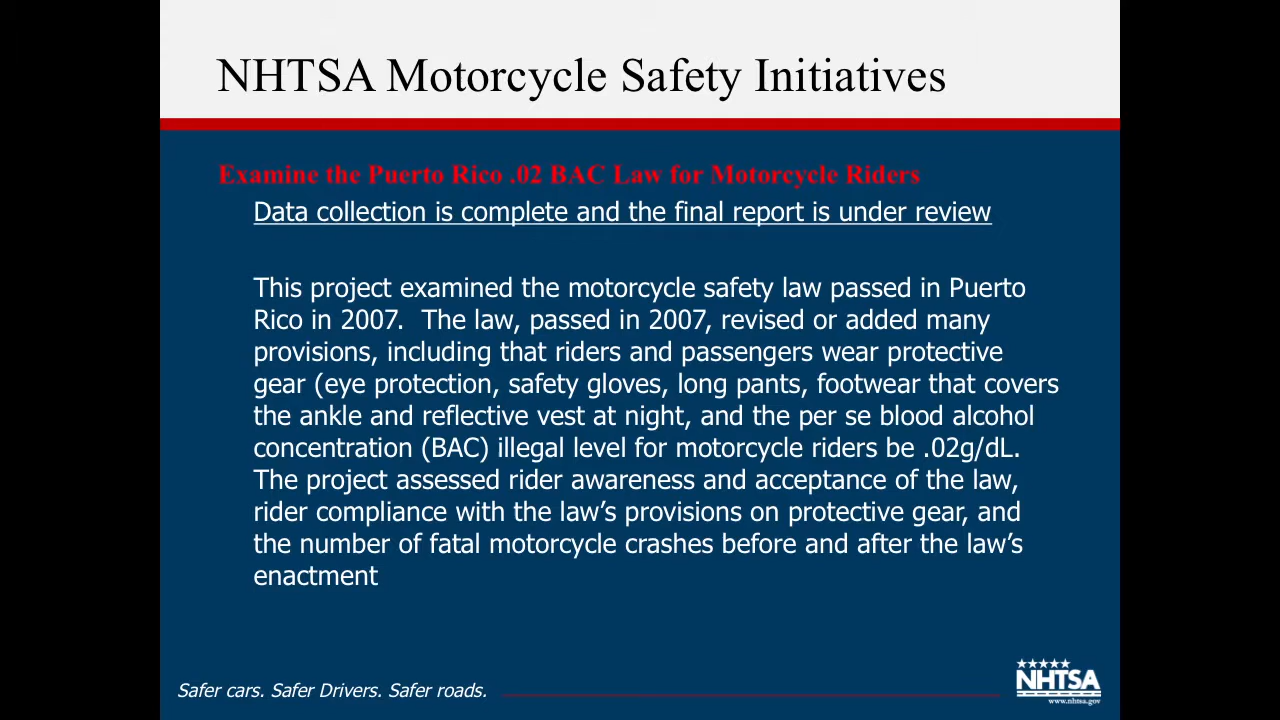 NHTSA Motorcycle Safety Initiatives
Examine the Puerto Rico .02 BAC Law for Motorcycle Riders
Data collection is complete and the final report is under review
This project examined the motorcycle safety law passed in Puerto
Rico in 2007.  The law, passed in 2007, revised or added many
provisions, including that riders and passengers wear protective
gear (eye protection, safety gloves, long pants, footwear that covers
the ankle and reflective vest at night, and the per se blood alcohol
concentration (BAC) illegal level for motorcycle riders be .02g/dL.
The project assessed rider awareness and acceptance of the law,
rider compliance with the law’s provisions on protective gear, and
the number of fatal motorcycle crashes before and after the law’s
enactment
Safer cars. Safer Drivers. Safer roads.
NHTSA
www.nhtsa.gov